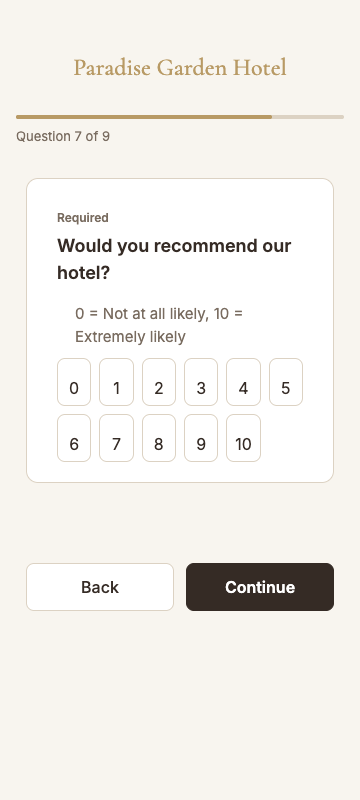 Paradise Garden Hotel
Question 7 of 9
Required
Would you recommend our
hotel?
0 = Not at all likely, 10 =
Extremely likely
0 1 2 3 4 5
6 7 8 9 10
Back Continue